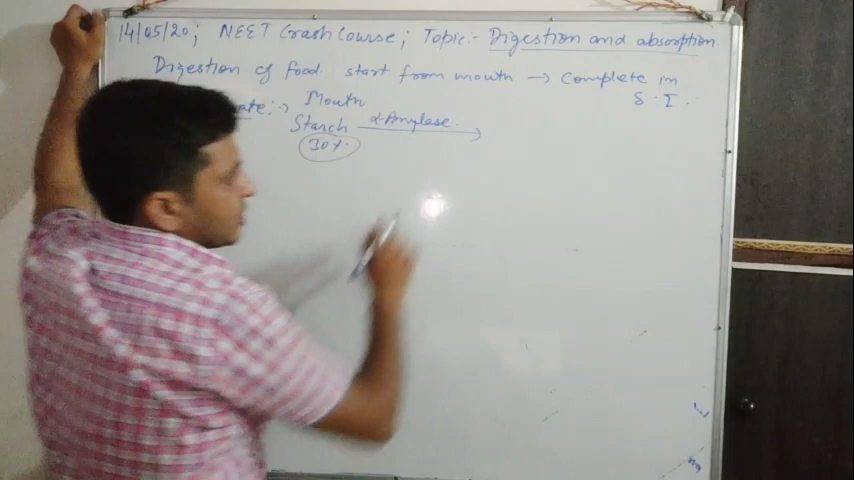 14/05/20; NEET Crash Course; Topic:- Digestion and absorption.
Digestion of food start from mouth → Complete in
S.I.
ate:→ Mouth
Starch α-Amylase →
30%